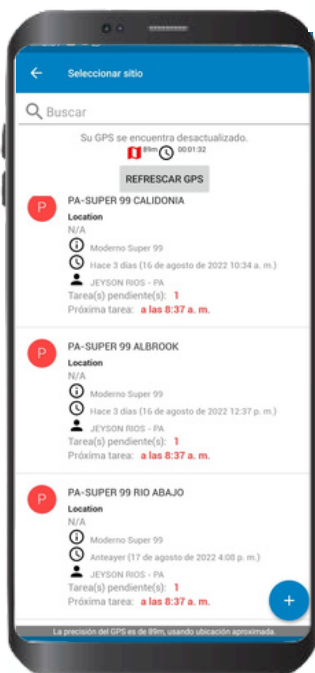 Seleccionar sitio
Buscar
Su GPS se encuentra desactualizado.
89m 00:01:32
REFRESCAR GPS
P PA-SUPER 99 CALIDONIA
Location
N/A
Moderno Super 99
Hace 3 días (16 de agosto de 2022 10:34 a. m.)
JEYSON RIOS - PA
Tarea(s) pendiente(s): 1
Próxima tarea: a las 8:37 a. m.
P PA-SUPER 99 ALBROOK
Location
N/A
Moderno Super 99
Hace 3 días (16 de agosto de 2022 12:37 p. m.)
JEYSON RIOS - PA
Tarea(s) pendiente(s): 1
Próxima tarea: a las 8:37 a. m.
P PA-SUPER 99 RIO ABAJO
Location
N/A
Moderno Super 99
Anteayer (17 de agosto de 2022 4:08 p. m.)
JEYSON RIOS - PA
Tarea(s) pendiente(s): 1
Próxima tarea: a las 8:37 a. m.
+
La precisión del GPS es de 89m, usando ubicación aproximada.